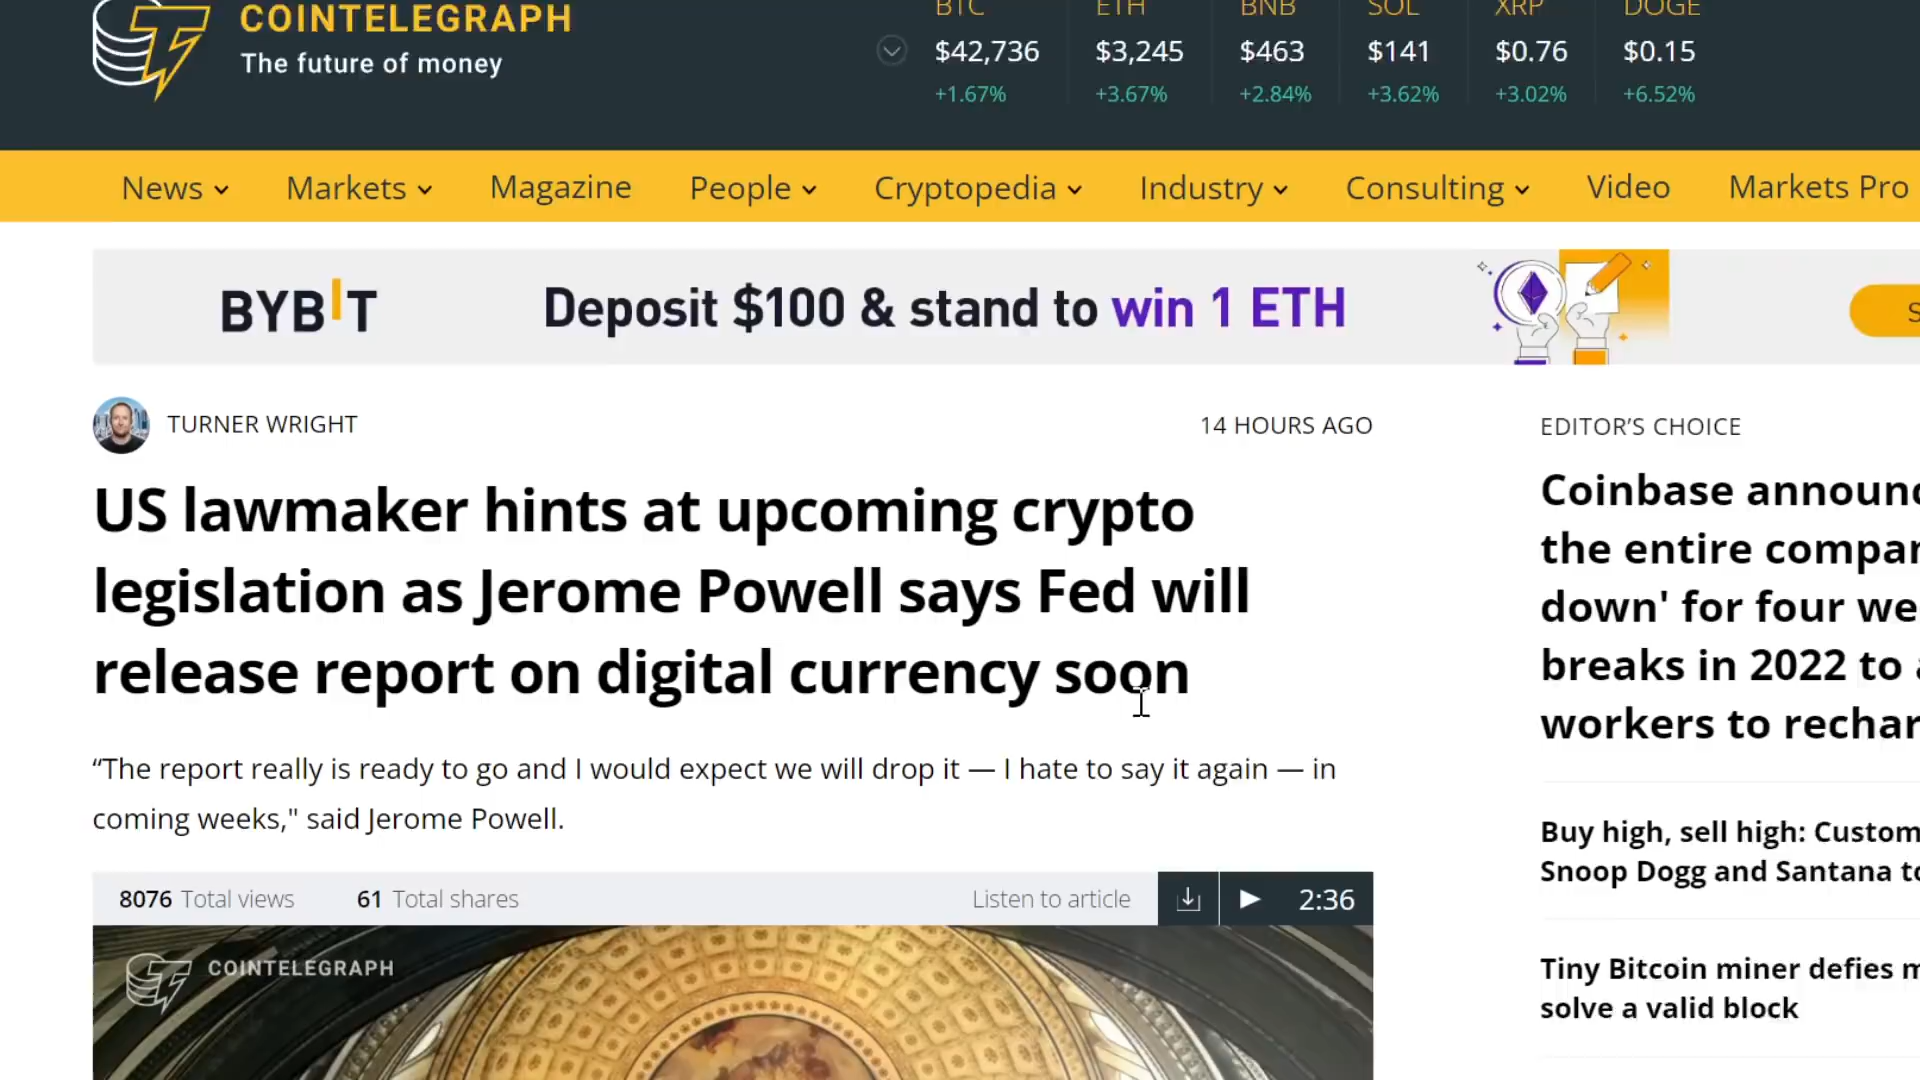 COINTELEGRAPH
The future of money
BTC ETH BNB SOL XRP DOGE
$42,736 $3,245 $463 $141 $0.76 $0.15
+1.67% +3.67% +2.84% +3.62% +3.02% +6.52%
News Markets Magazine People Cryptopedia Industry Consulting Video Markets Pro
BYBIT Deposit $100 & stand to win 1 ETH S
TURNER WRIGHT 14 HOURS AGO
US lawmaker hints at upcoming crypto
legislation as Jerome Powell says Fed will
release report on digital currency soon
“The report really is ready to go and I would expect we will drop it — I hate to say it again — in
coming weeks," said Jerome Powell.
8076 Total views 61 Total shares Listen to article 2:36
COINTELEGRAPH
EDITOR’S CHOICE
Coinbase announc
the entire compan
down' for four we
breaks in 2022 to a
workers to rechar
Buy high, sell high: Custom
Snoop Dogg and Santana to
Tiny Bitcoin miner defies m
solve a valid block